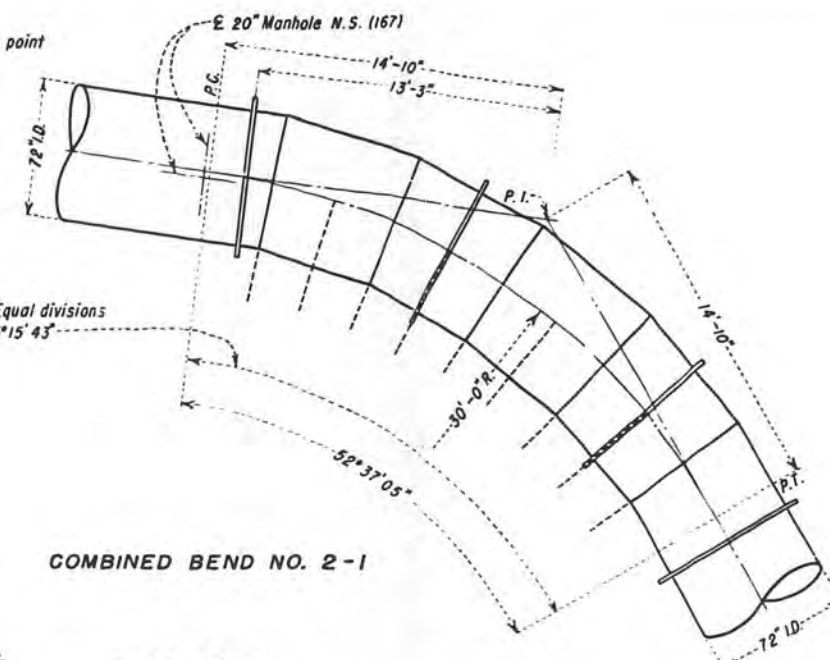 ℄ 20" Manhole N.S. (167)
point
14'-10"
13'-3"
P.C.
72" I.D.
P.I.
14'-10"
Equal divisions
°15'43"
30'-0" R.
52°37'05"
P.T.
COMBINED BEND NO. 2-1
72" I.D.